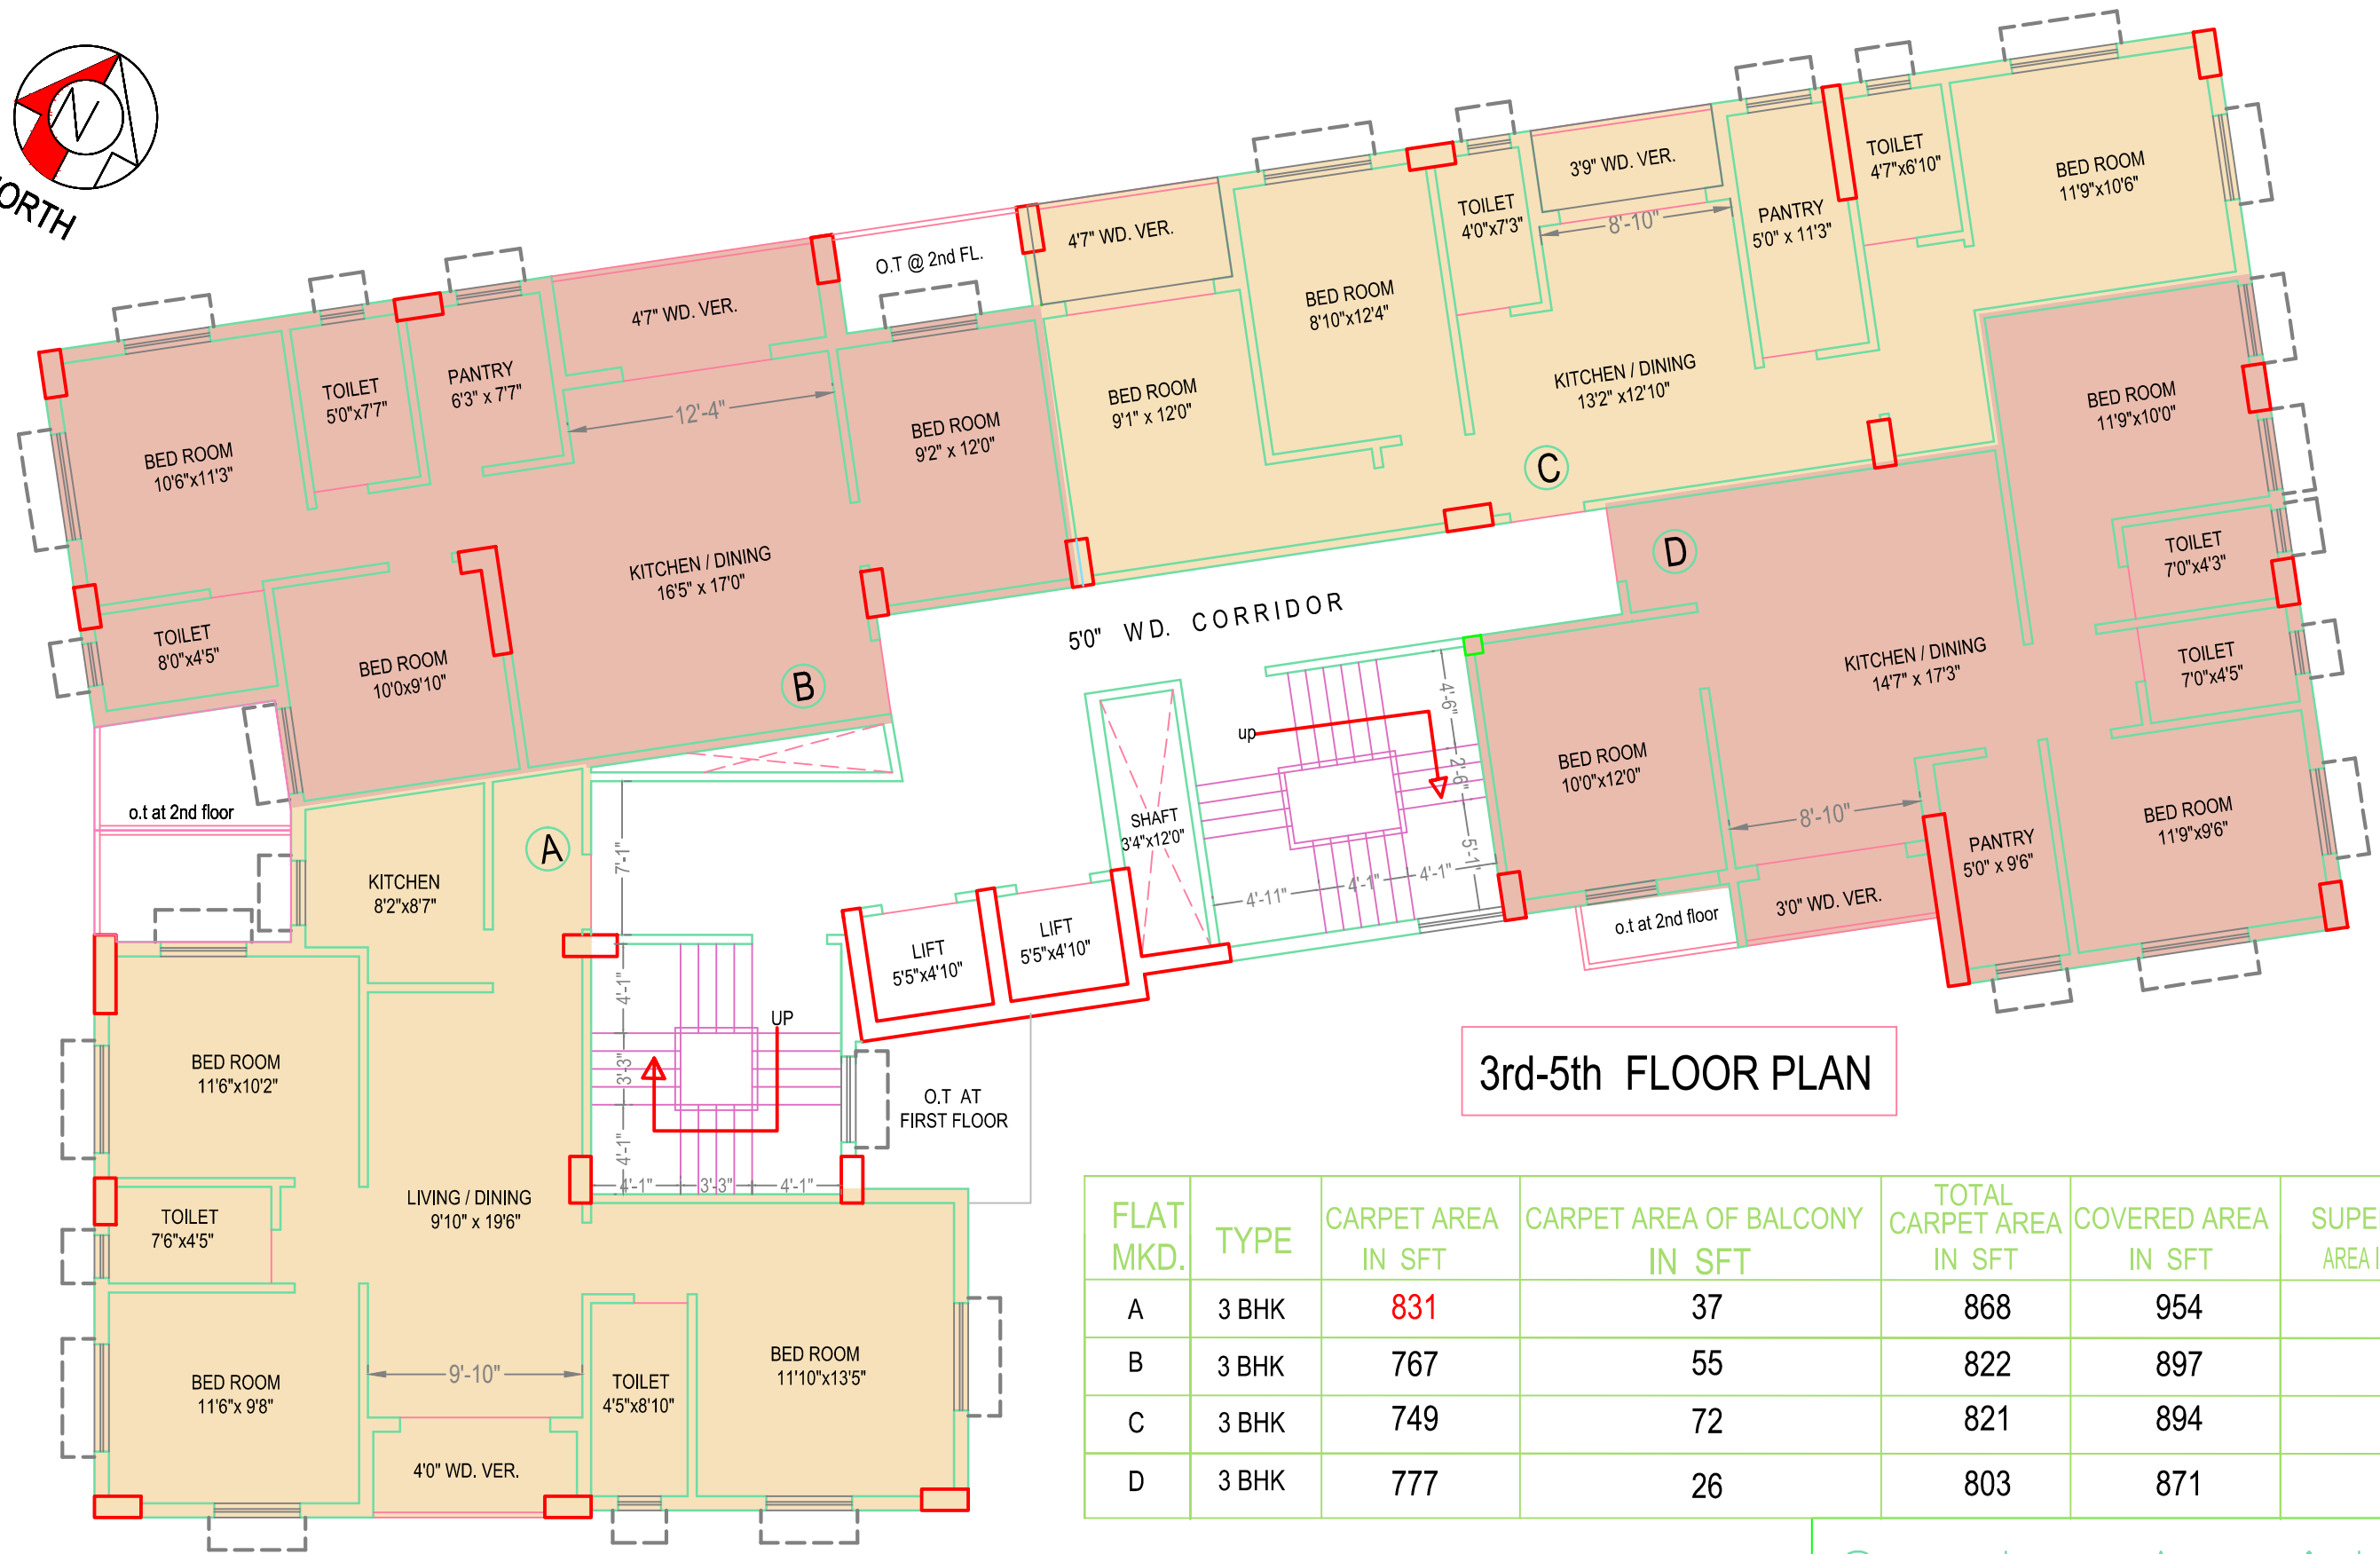 N
4'7" WD. VER.
O.T @ 2nd FL.
4'7" WD. VER.
3'9" WD. VER.
8'-10"
TOILET
4'0"x7'3"
PANTRY
5'0" x 11'3"
TOILET
4'7"x6'10"
BED ROOM
11'9"x10'6"
BED ROOM
8'10"x12'4"
BED ROOM
9'1" x 12'0"
KITCHEN / DINING
13'2" x12'10"
C
BED ROOM
10'6"x11'3"
TOILET
5'0"x7'7"
PANTRY
6'3" x 7'7"
12'-4"
BED ROOM
9'2" x 12'0"
KITCHEN / DINING
16'5" x 17'0"
TOILET
8'0"x4'5"
BED ROOM
10'0x9'10"
B
5'0" WD. CORRIDOR
D
BED ROOM
11'9"x10'0"
TOILET
7'0"x4'3"
TOILET
7'0"x4'5"
KITCHEN / DINING
14'7" x 17'3"
BED ROOM
10'0"x12'0"
8'-10"
PANTRY
5'0" x 9'6"
BED ROOM
11'9"x9'6"
3'0" WD. VER.
o.t at 2nd floor
up
4'-6"
2'-6"
5'-1"
4'-11"
4'-1"
4'-1"
SHAFT
3'4"x12'0"
LIFT
5'5"x4'10"
LIFT
5'5"x4'10"
o.t at 2nd floor
A
KITCHEN
8'2"x8'7"
7'-1"
4'-1"
3'-3"
4'-1"
4'-1"
3'-3"
4'-1"
UP
O.T AT
FIRST FLOOR
BED ROOM
11'6"x10'2"
TOILET
7'6"x4'5"
LIVING / DINING
9'10" x 19'6"
BED ROOM
11'6"x 9'8"
9'-10"
TOILET
4'5"x8'10"
BED ROOM
11'10"x13'5"
4'0" WD. VER.
3rd-5th FLOOR PLAN
FLAT MKD. TYPE CARPET AREA IN SFT CARPET AREA OF BALCONY IN SFT TOTAL CARPET AREA IN SFT COVERED AREA IN SFT
A 3 BHK 831 37 868 954
B 3 BHK 767 55 822 897
C 3 BHK 749 72 821 894
D 3 BHK 777 26 803 871